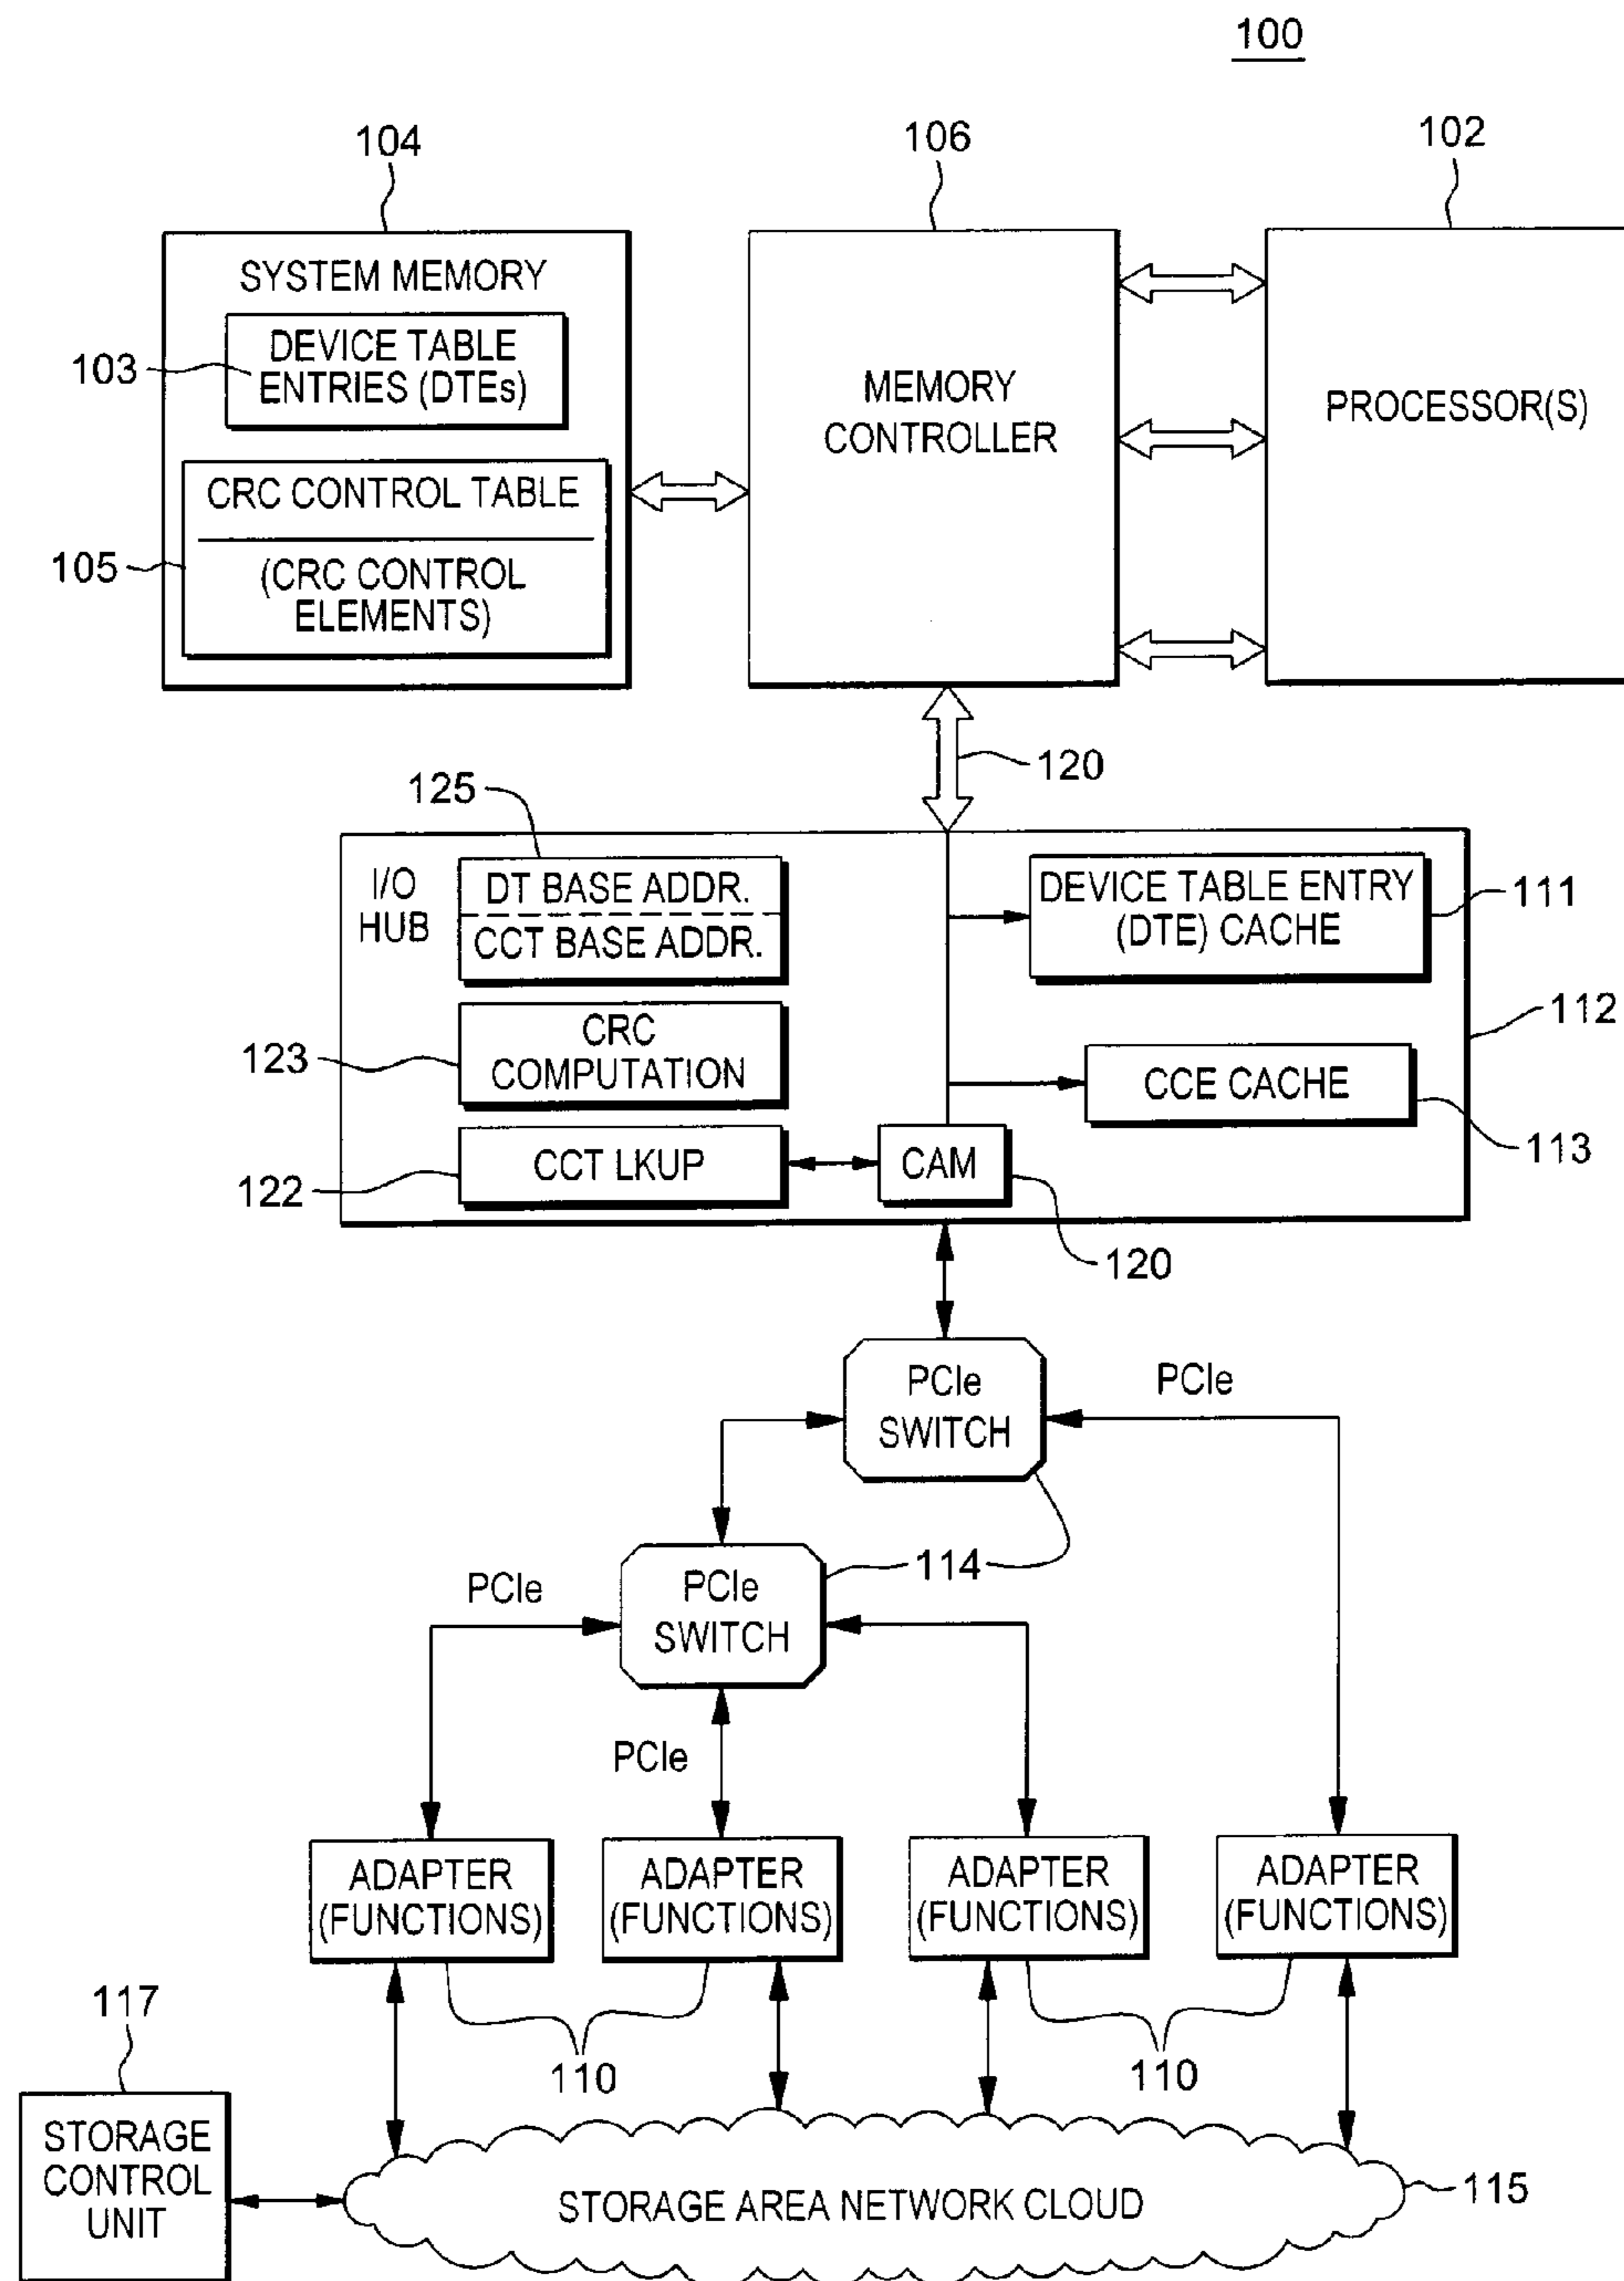 100
104
106
102
SYSTEM MEMORY
103
DEVICE TABLE
ENTRIES (DTEs)
CRC CONTROL TABLE
105
(CRC CONTROL
ELEMENTS)
MEMORY
CONTROLLER
PROCESSOR(S)
120
125
I/O
HUB
DT BASE ADDR.
CCT BASE ADDR.
DEVICE TABLE ENTRY
(DTE) CACHE
111
112
123
CRC
COMPUTATION
CCE CACHE
113
122
CCT LKUP
CAM
120
PCIe
SWITCH
PCIe
114
PCIe
PCIe
SWITCH
PCIe
ADAPTER
(FUNCTIONS)
ADAPTER
(FUNCTIONS)
ADAPTER
(FUNCTIONS)
ADAPTER
(FUNCTIONS)
117
110
110
STORAGE
CONTROL
UNIT
STORAGE AREA NETWORK CLOUD
115